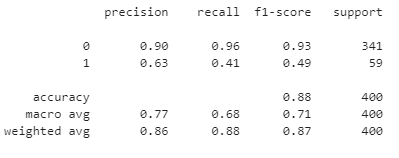 precision recall f1-score support
0 0.90 0.96 0.93 341
1 0.63 0.41 0.49 59
accuracy 0.88 400
macro avg 0.77 0.68 0.71 400
weighted avg 0.86 0.88 0.87 400